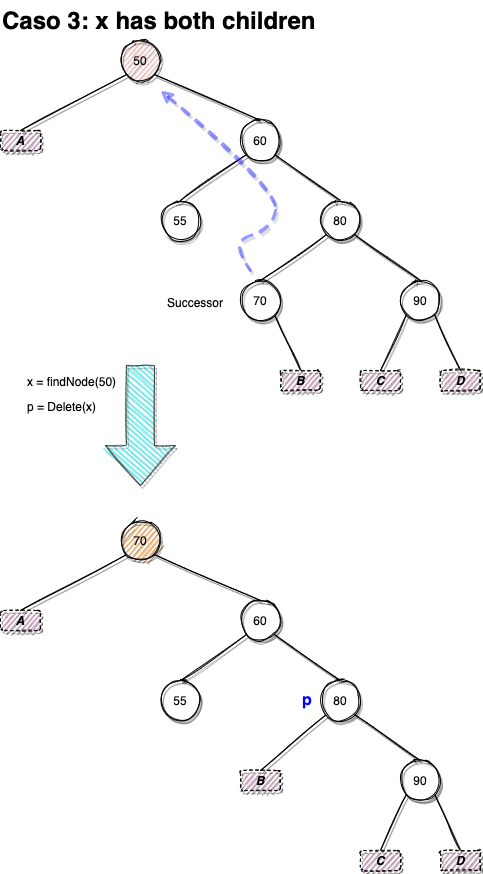 Caso 3: x has both children
50
A
60
55
80
Successor
70
90
B
C
D
x = findNode(50)
p = Delete(x)
70
A
60
55
p
80
B
90
C
D